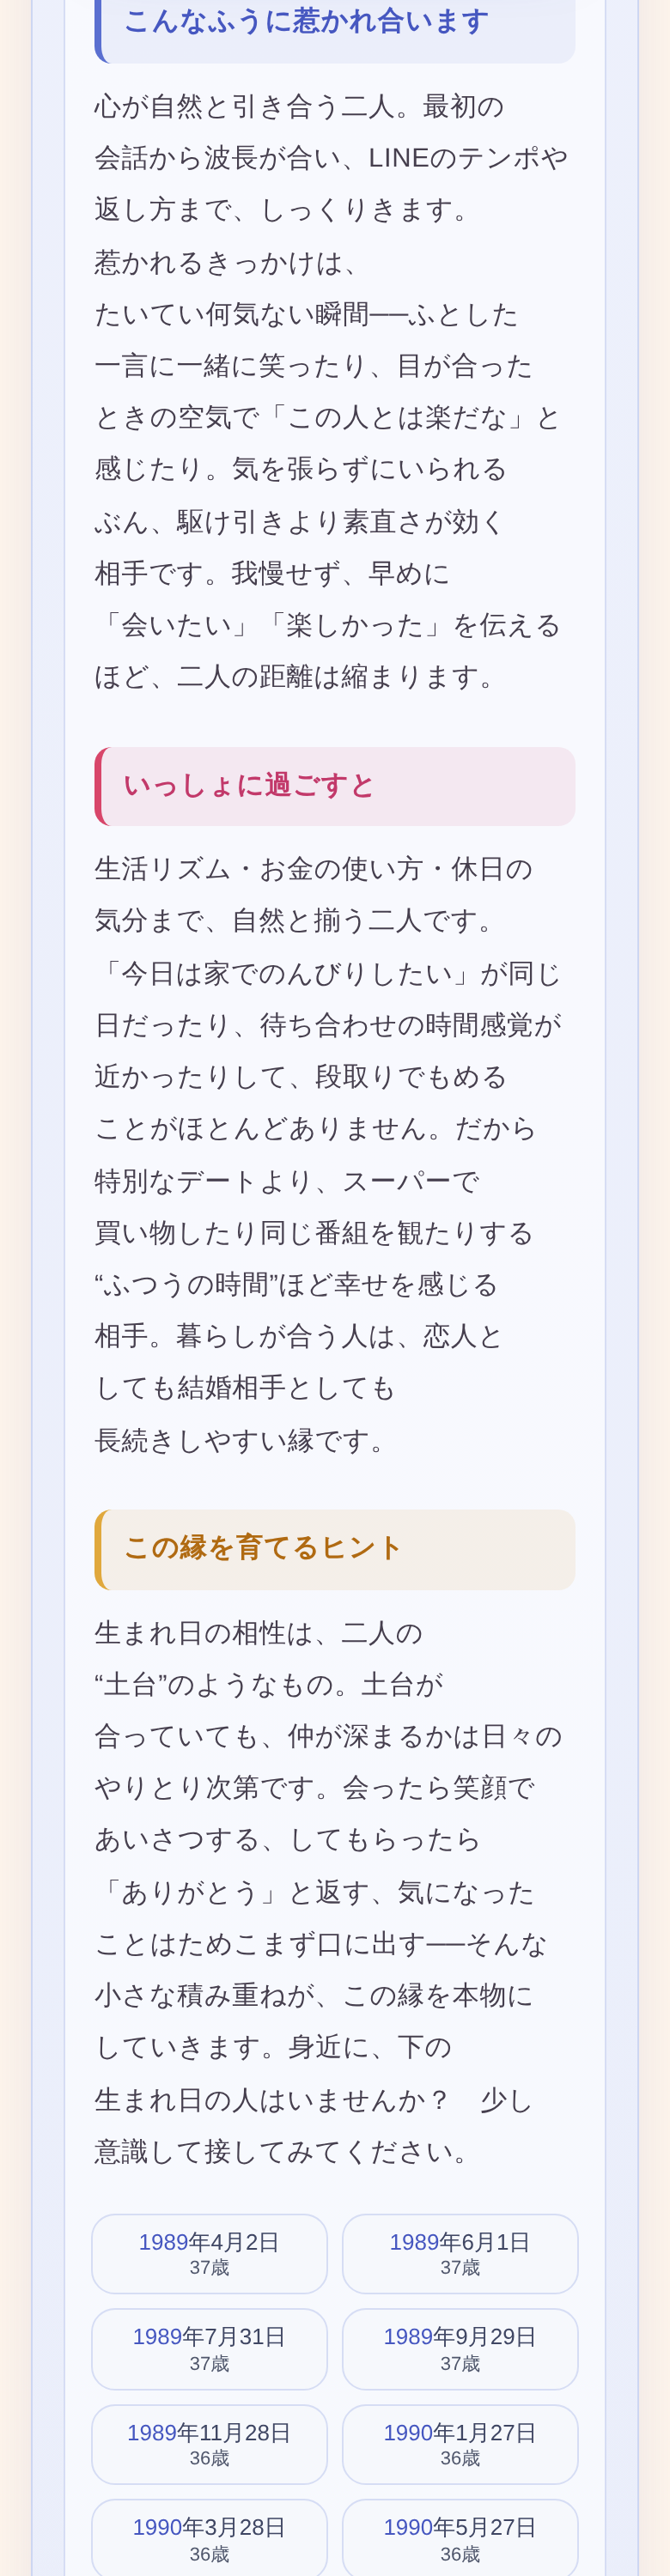 こんなふうに惹かれ合います
心が自然と引き合う二人。最初の
会話から波長が合い、LINEのテンポや
返し方まで、しっくりきます。
惹かれるきっかけは、
たいてい何気ない瞬間──ふとした
一言に一緒に笑ったり、目が合った
ときの空気で「この人とは楽だな」と
感じたり。気を張らずにいられる
ぶん、駆け引きより素直さが効く
相手です。我慢せず、早めに
「会いたい」「楽しかった」を伝える
ほど、二人の距離は縮まります。
いっしょに過ごすと
生活リズム・お金の使い方・休日の
気分まで、自然と揃う二人です。
「今日は家でのんびりしたい」が同じ
日だったり、待ち合わせの時間感覚が
近かったりして、段取りでもめる
ことがほとんどありません。だから
特別なデートより、スーパーで
買い物したり同じ番組を観たりする
“ふつうの時間”ほど幸せを感じる
相手。暮らしが合う人は、恋人と
しても結婚相手としても
長続きしやすい縁です。
この縁を育てるヒント
生まれ日の相性は、二人の
“土台”のようなもの。土台が
合っていても、仲が深まるかは日々の
やりとり次第です。会ったら笑顔で
あいさつする、してもらったら
「ありがとう」と返す、気になった
ことはためこまず口に出す──そんな
小さな積み重ねが、この縁を本物に
していきます。身近に、下の
生まれ日の人はいませんか？　少し
意識して接してみてください。
1989年4月2日
37歳
1989年6月1日
37歳
1989年7月31日
37歳
1989年9月29日
37歳
1989年11月28日
36歳
1990年1月27日
36歳
1990年3月28日
36歳
1990年5月27日
36歳